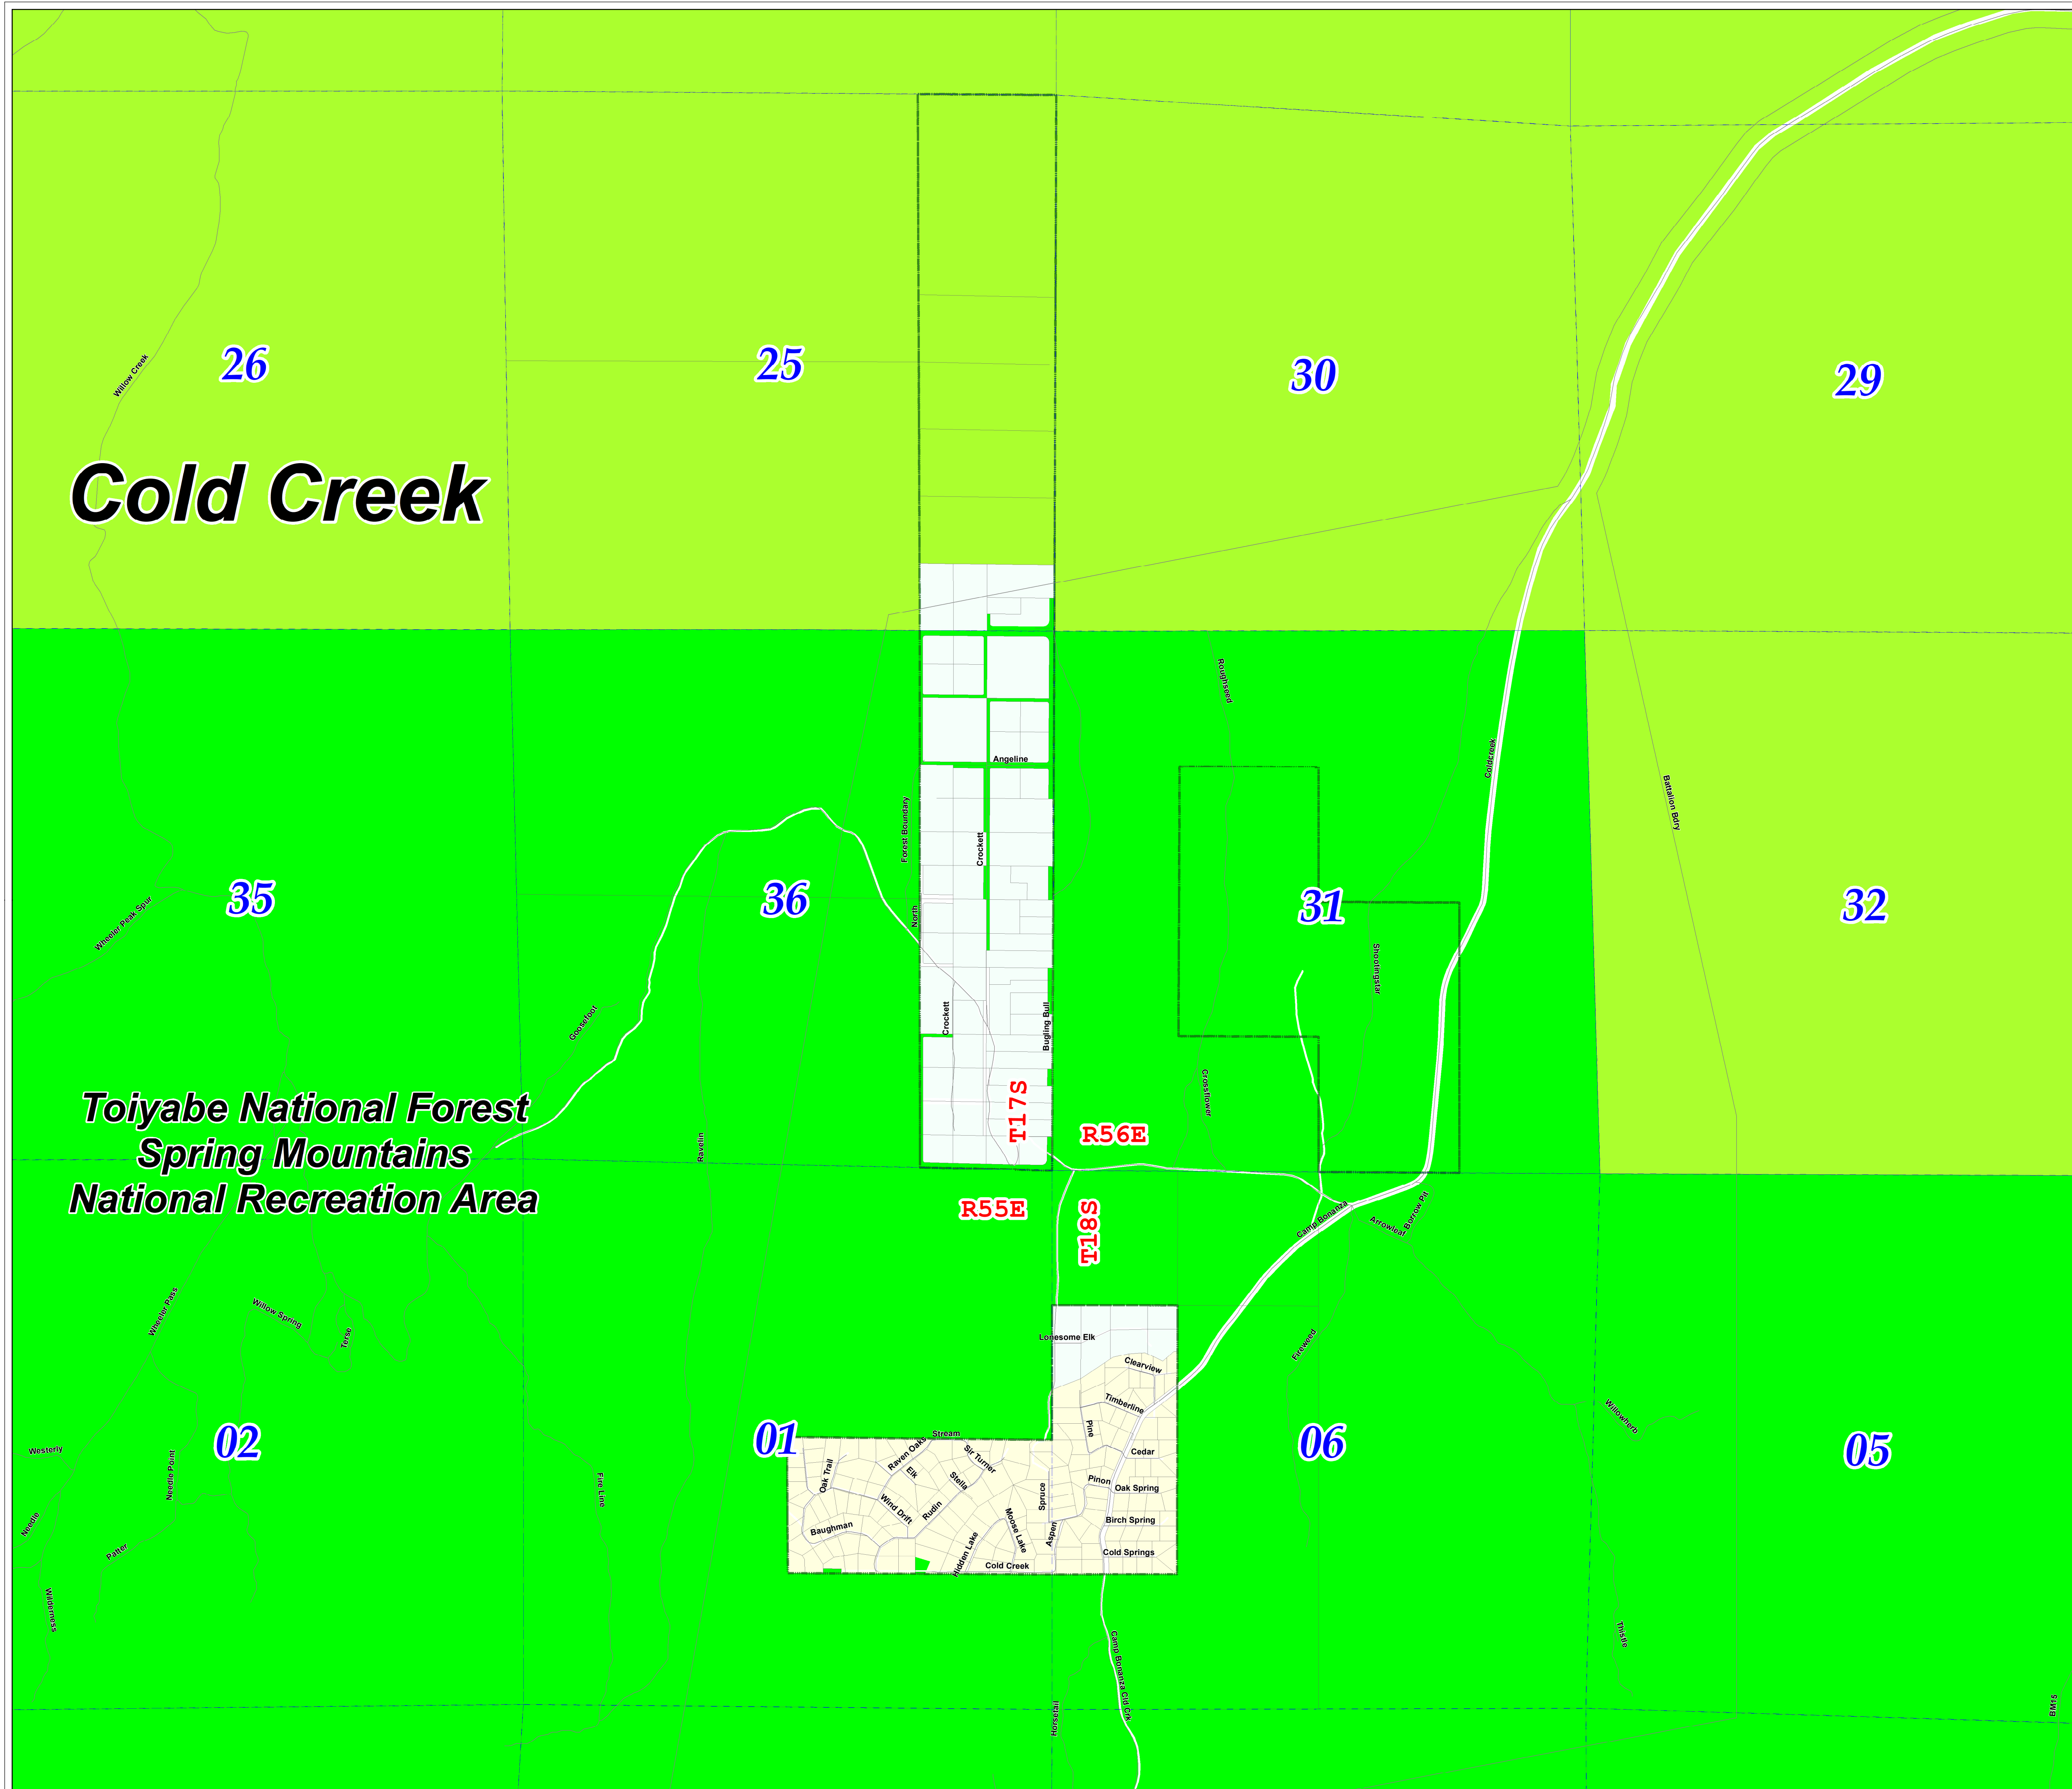 26
25
30
29
Willow Creek
Cold Creek
Roughseed
Coldcreek
Angeline
Battalion Bdry
Forest Boundary
Crockett
35
36
31
32
Wheeler Peak Spur
North
Shootingstar
Goosefoot
Crockett
Bugling Bull
Toiyabe National Forest
Spring Mountains
National Recreation Area
T17S
R56E
Crossflower
Ravelin
R55E
T18S
Camp Bonanza
Arrowleaf
Borrow Pit
Wheeler Pass
Willow Spring
Terse
Lonesome Elk
Fireweed
Clearview
Timberline
Pine
Willowherb
02
01
06
05
Westerly
Needle Point
Stream
Raven Oaks
Sir Turner
Elk
Oak Trail
Stella
Cedar
Pinon
Oak Spring
Spruce
Wind Drift
Rudin
Fire Line
Needle
Baughman
Moose Lake
Birch Spring
Aspen
Hidden Lake
Cold Springs
Cold Creek
Patter
Wilderness
Thistle
Camp Bonanza Cld Crk
Horsetail
BM15